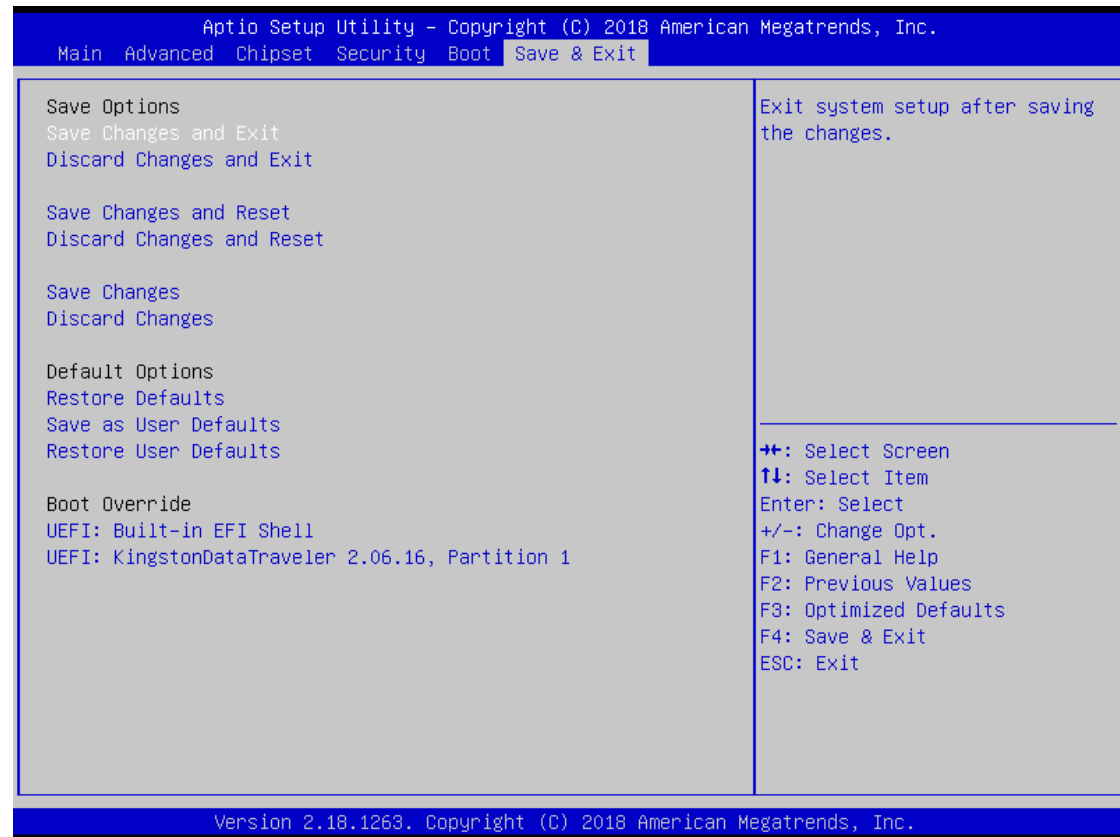 Aptio Setup Utility – Copyright (C) 2018 American Megatrends, Inc.
Main Advanced Chipset Security Boot Save & Exit
Save Options
Save Changes and Exit
Discard Changes and Exit
Save Changes and Reset
Discard Changes and Reset
Save Changes
Discard Changes
Default Options
Restore Defaults
Save as User Defaults
Restore User Defaults
Boot Override
UEFI: Built-in EFI Shell
UEFI: KingstonDataTraveler 2.06.16, Partition 1
Exit system setup after saving
the changes.
→←: Select Screen
↑↓: Select Item
Enter: Select
+/-: Change Opt.
F1: General Help
F2: Previous Values
F3: Optimized Defaults
F4: Save & Exit
ESC: Exit
Version 2.18.1263. Copyright (C) 2018 American Megatrends, Inc.